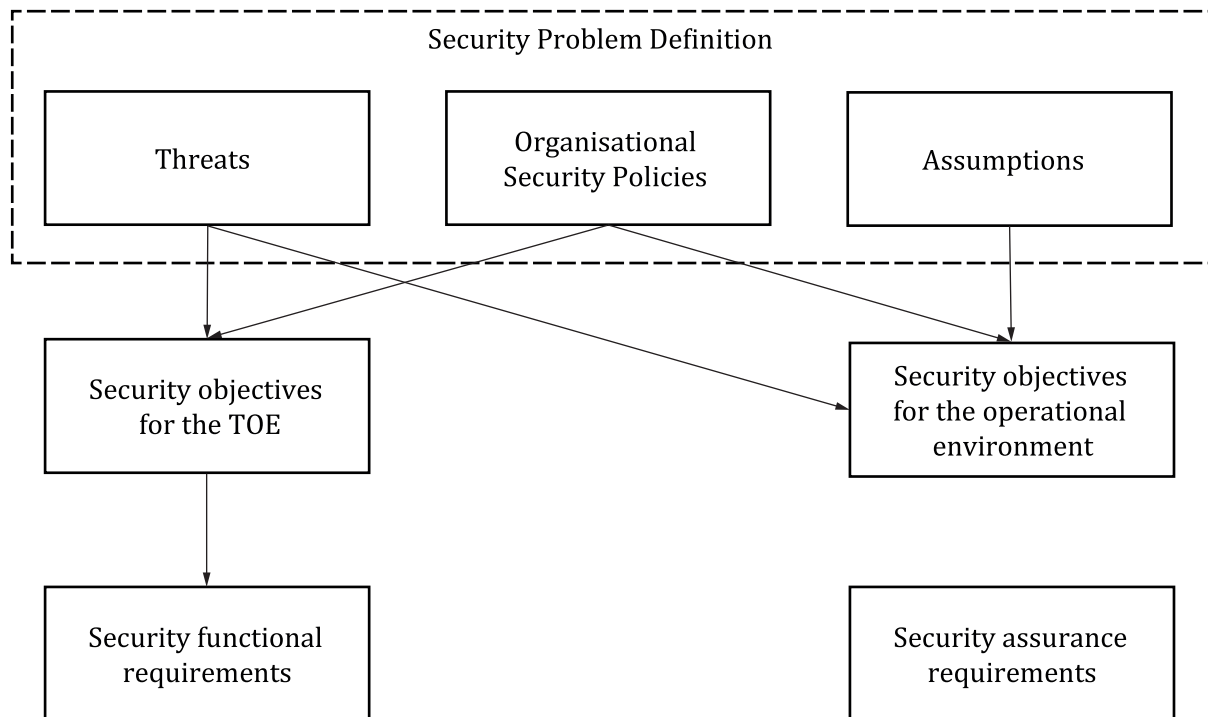 Security Problem Definition
Threats
Organisational
Security Policies
Assumptions
Security objectives
for the TOE
Security objectives
for the operational
environment
Security functional
requirements
Security assurance
requirements